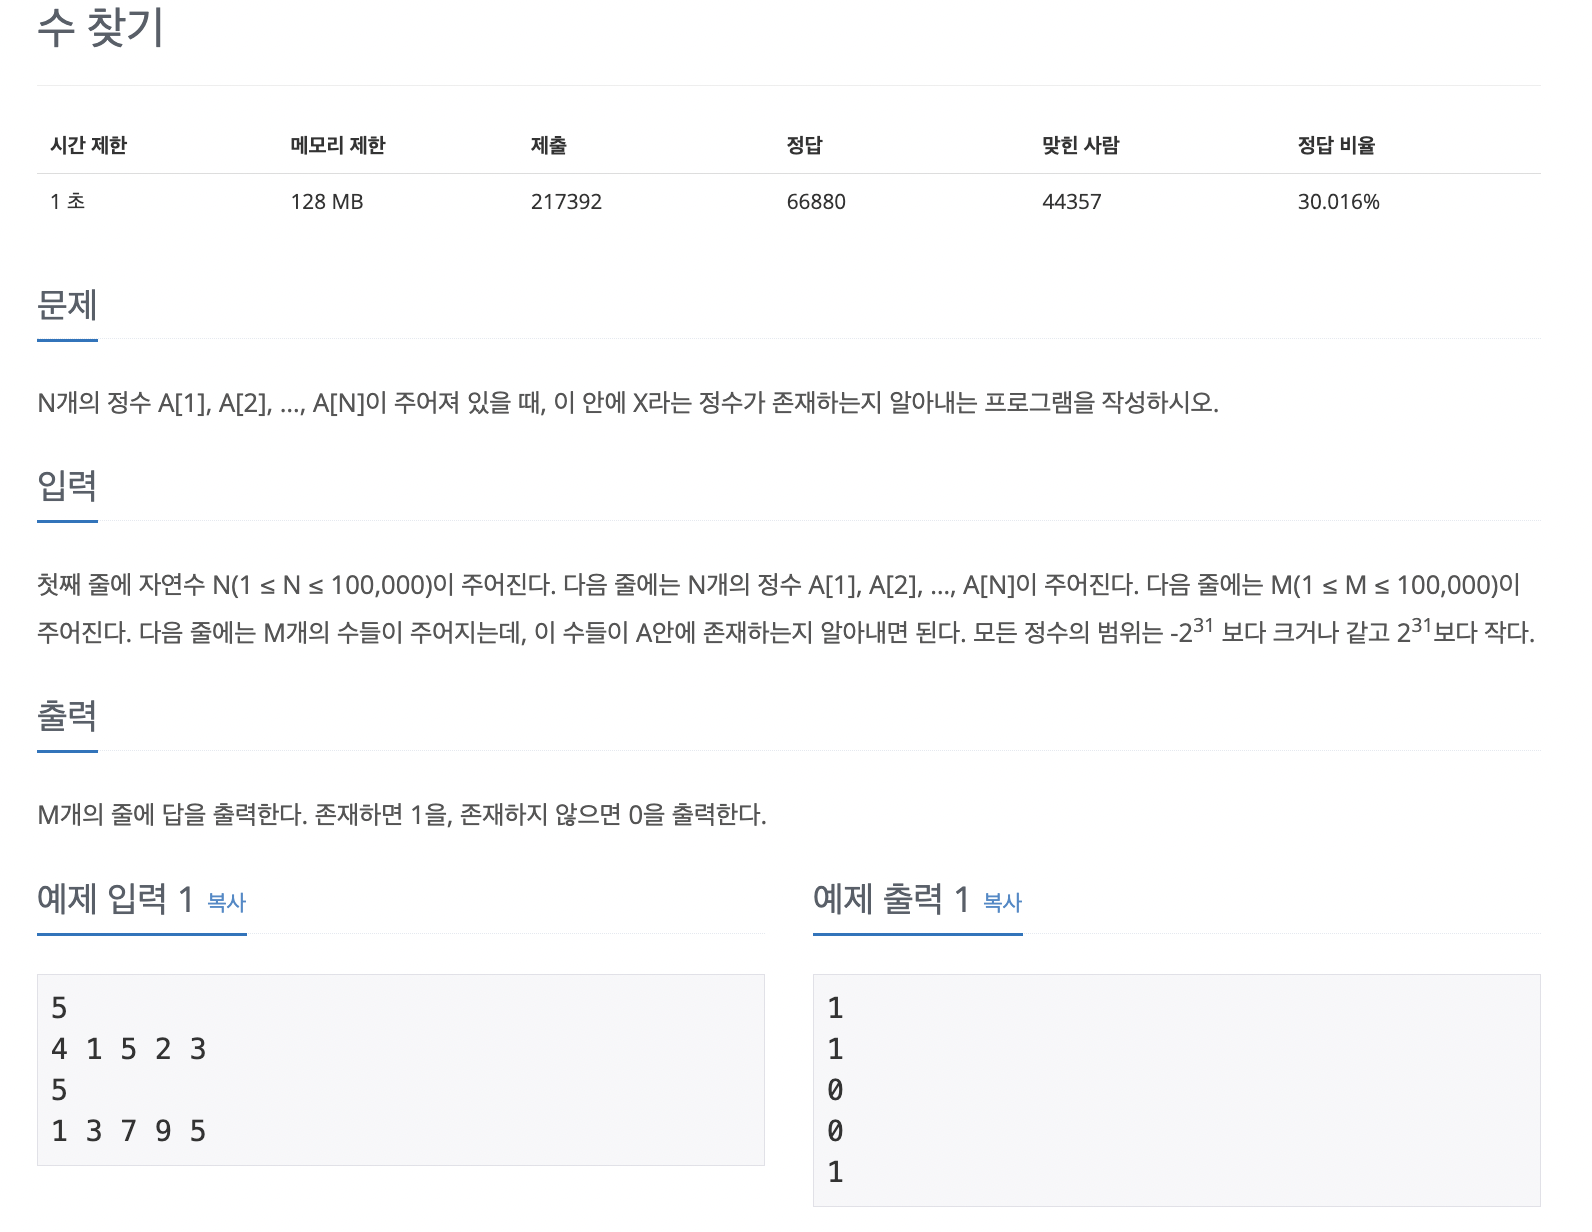 수 찾기
시간 제한 메모리 제한 제출 정답 맞힌 사람 정답 비율
1 초 128 MB 217392 66880 44357 30.016%
문제
N개의 정수 A[1], A[2], …, A[N]이 주어져 있을 때, 이 안에 X라는 정수가 존재하는지 알아내는 프로그램을 작성하시오.
입력
첫째 줄에 자연수 N(1 ≤ N ≤ 100,000)이 주어진다. 다음 줄에는 N개의 정수 A[1], A[2], …, A[N]이 주어진다. 다음 줄에는 M(1 ≤ M ≤ 100,000)이
주어진다. 다음 줄에는 M개의 수들이 주어지는데, 이 수들이 A안에 존재하는지 알아내면 된다. 모든 정수의 범위는 -2³¹ 보다 크거나 같고 2³¹보다 작다.
출력
M개의 줄에 답을 출력한다. 존재하면 1을, 존재하지 않으면 0을 출력한다.
예제 입력 1 복사
5
4 1 5 2 3
5
1 3 7 9 5
예제 출력 1 복사
1
1
0
0
1